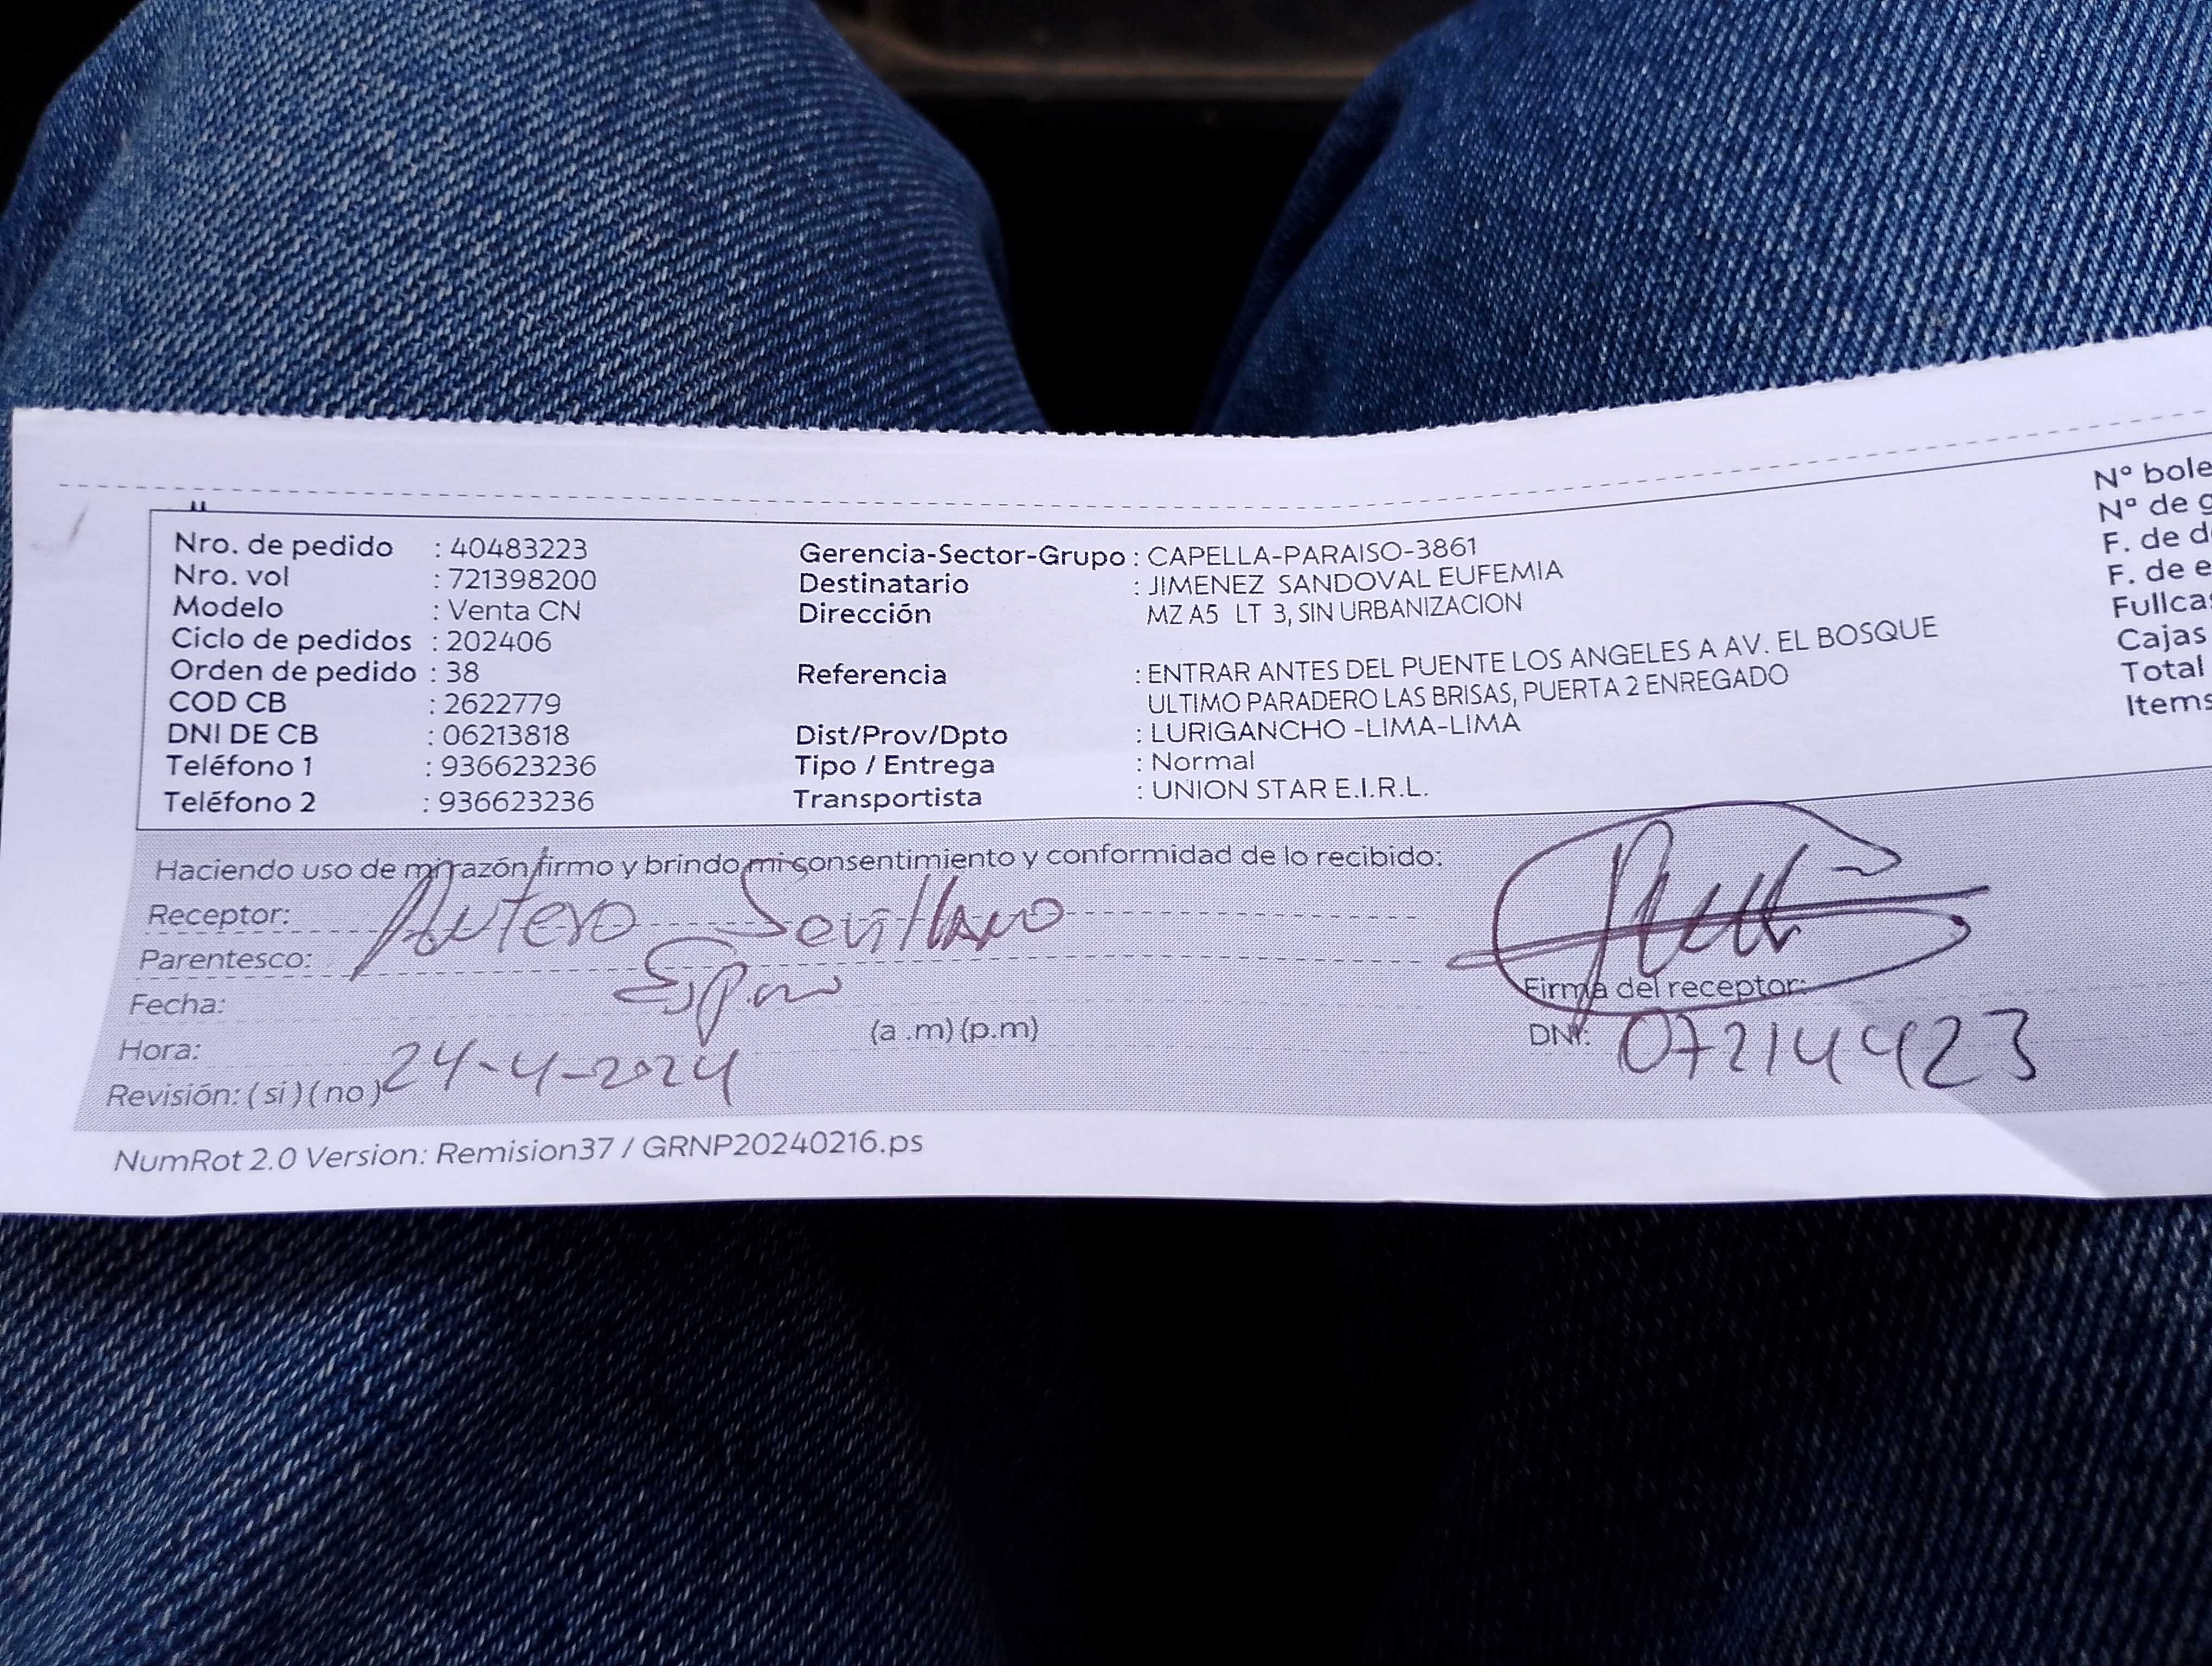 Nro. de pedido : 40483223
Nro. vol : 721398200
Modelo : Venta CN
Ciclo de pedidos : 202406
Orden de pedido : 38
COD CB : 2622779
DNI DE CB : 06213818
Teléfono 1 : 936623236
Teléfono 2 : 936623236
Gerencia-Sector-Grupo : CAPELLA-PARAISO-3861
Destinatario : JIMENEZ SANDOVAL EUFEMIA
Dirección MZ A5 LT 3, SIN URBANIZACION
Referencia : ENTRAR ANTES DEL PUENTE LOS ANGELES A AV. EL BOSQUE
ULTIMO PARADERO LAS BRISAS, PUERTA 2 ENREGADO
Dist/Prov/Dpto : LURIGANCHO -LIMA-LIMA
Tipo / Entrega : Normal
Transportista : UNION STAR E.I.R.L.
N° bole
N° de g
F. de d
F. de e
Fullca
Cajas
Total
Items
Haciendo uso de mi razón firmo y brindo mi consentimiento y conformidad de lo recibido:
Receptor: Antero Sevillano
Parentesco: Esposo
Fecha:
Hora: (a .m) (p.m)
24-4-2024
Revisión: ( si ) ( no )
Firma del receptor:
DNI: 07214423
NumRot 2.0 Version: Remision37 / GRNP20240216.ps